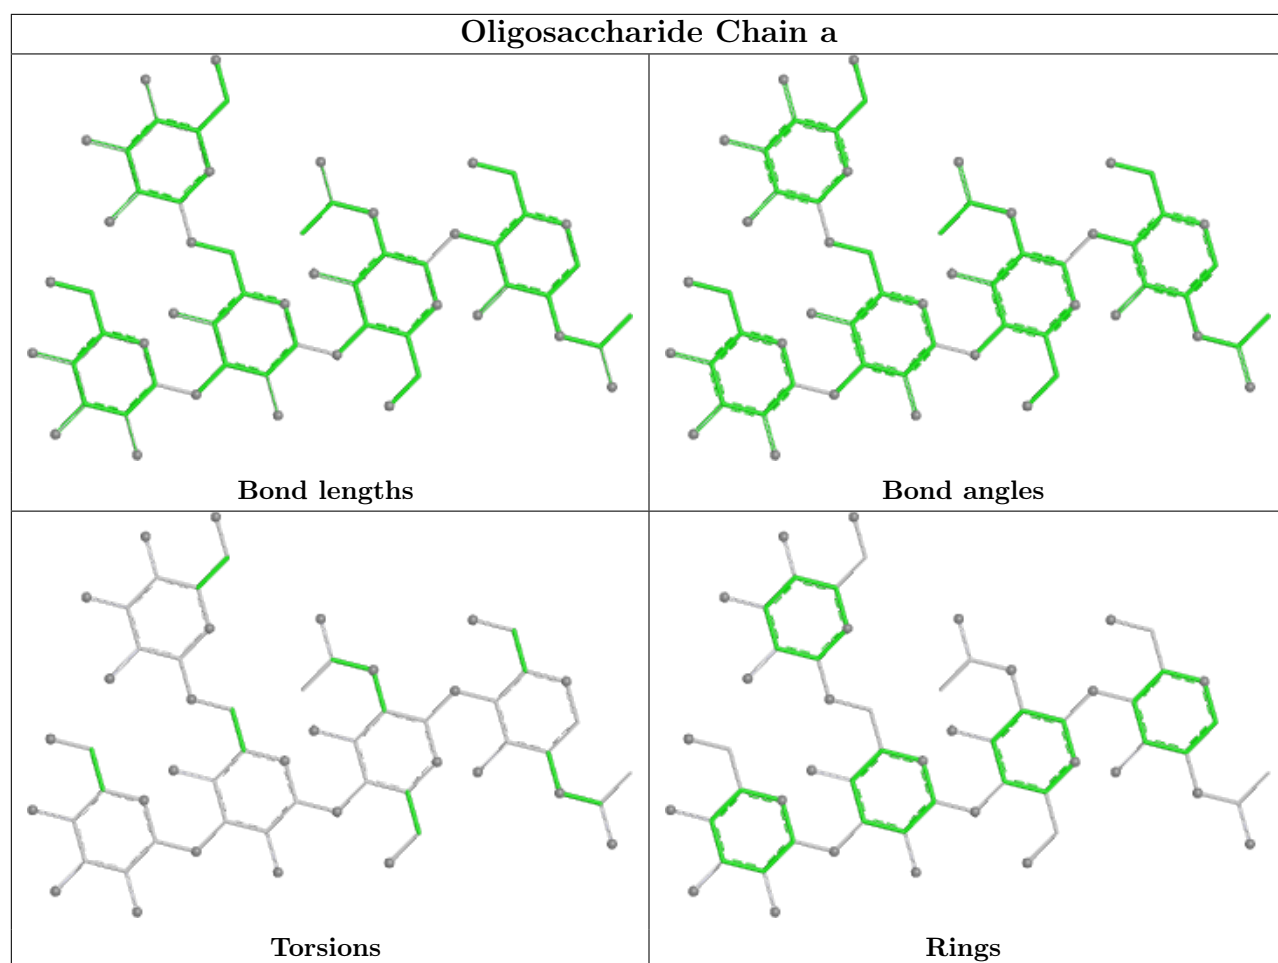 Oligosaccharide Chain a
Bond lengths
Bond angles
Torsions
Rings